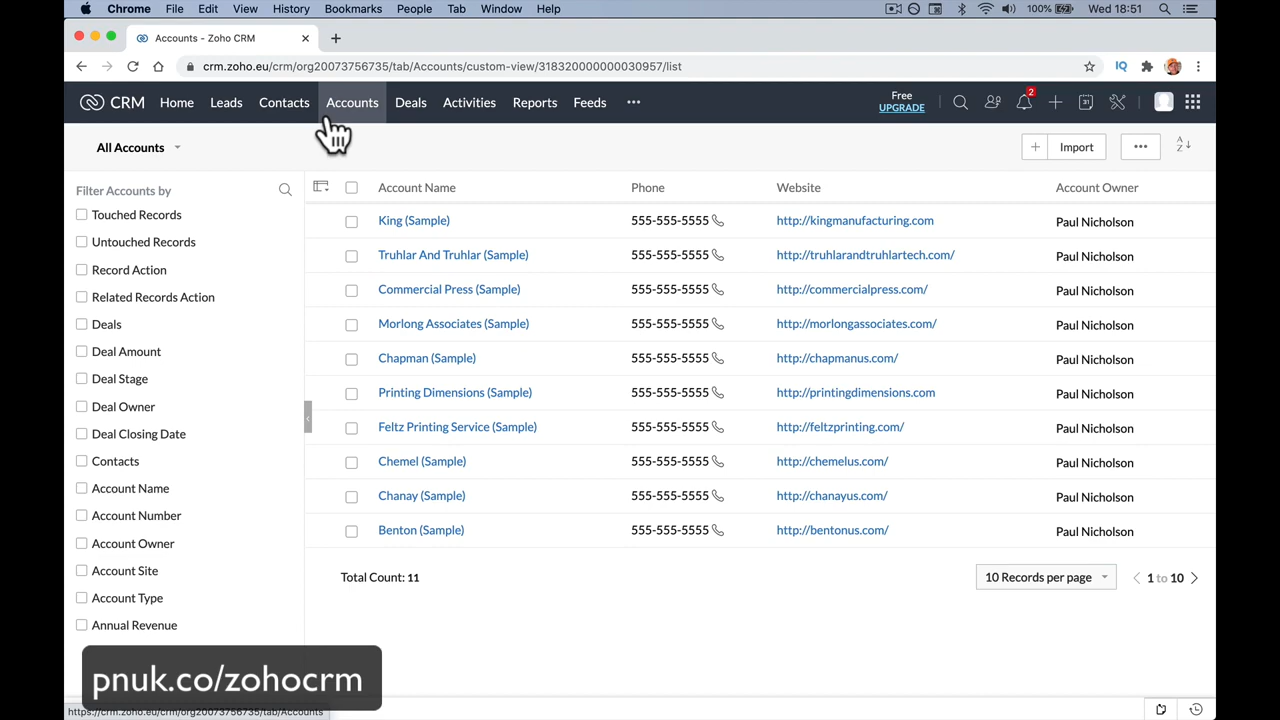 Chrome File Edit View History Bookmarks People Tab Window Help 100% Wed 18:51
Accounts - Zoho CRM
crm.zoho.eu/crm/org20073756735/tab/Accounts/custom-view/318320000000030957/list IQ
CRM Home Leads Contacts Accounts Deals Activities Reports Feeds ••• Free 2 31
UPGRADE
All Accounts + Import ••• A Z
Filter Accounts by
Touched Records
Untouched Records
Record Action
Related Records Action
Deals
Deal Amount
Deal Stage
Deal Owner
Deal Closing Date
Contacts
Account Name
Account Number
Account Owner
Account Site
Account Type
Annual Revenue
Account Name Phone Website Account Owner
King (Sample) 555-555-5555 http://kingmanufacturing.com Paul Nicholson
Truhlar And Truhlar (Sample) 555-555-5555 http://truhlarandtruhlartech.com/ Paul Nicholson
Commercial Press (Sample) 555-555-5555 http://commercialpress.com/ Paul Nicholson
Morlong Associates (Sample) 555-555-5555 http://morlongassociates.com/ Paul Nicholson
Chapman (Sample) 555-555-5555 http://chapmanus.com/ Paul Nicholson
Printing Dimensions (Sample) 555-555-5555 http://printingdimensions.com Paul Nicholson
Feltz Printing Service (Sample) 555-555-5555 http://feltzprinting.com/ Paul Nicholson
Chemel (Sample) 555-555-5555 http://chemelus.com/ Paul Nicholson
Chanay (Sample) 555-555-5555 http://chanayus.com/ Paul Nicholson
Benton (Sample) 555-555-5555 http://bentonus.com/ Paul Nicholson
Total Count: 11 10 Records per page 1 to 10
pnuk.co/zohocrm
https://crm.zoho.eu/crm/org20073756735/tab/Accounts